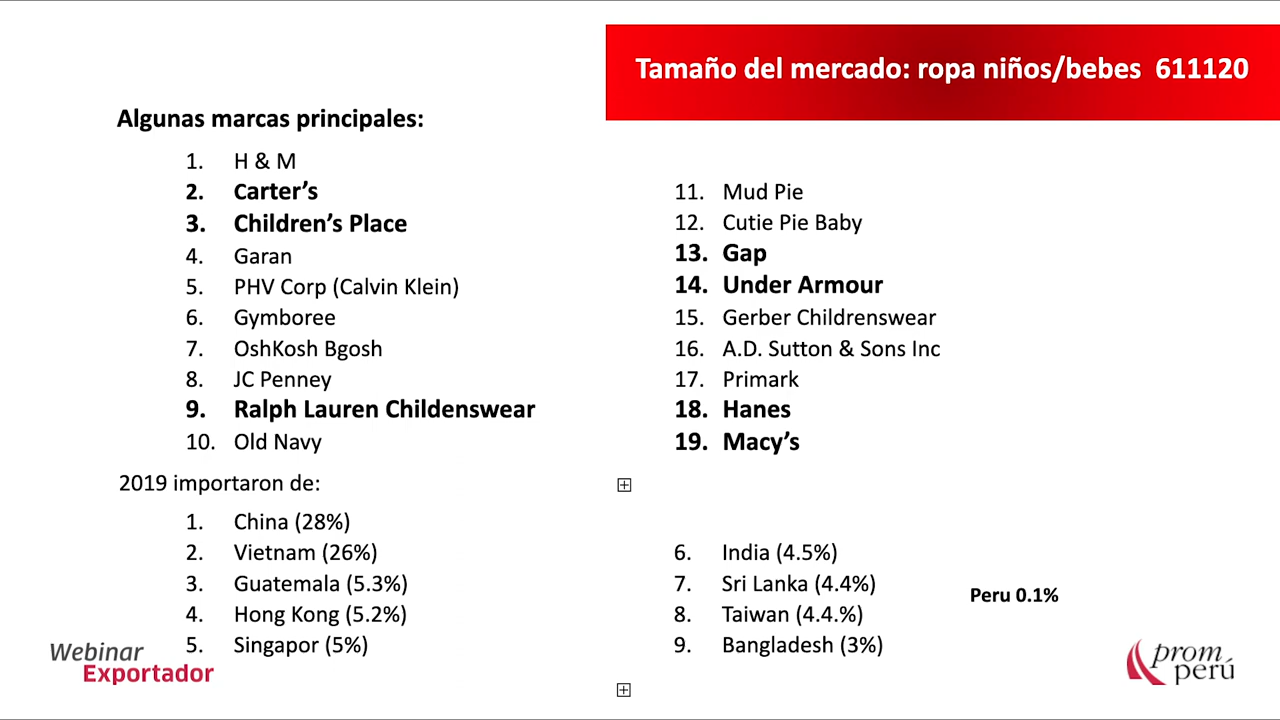 Tamaño del mercado: ropa niños/bebes 611120
Algunas marcas principales:
1. H & M
2. Carter's
3. Children's Place
4. Garan
5. PHV Corp (Calvin Klein)
6. Gymboree
7. OshKosh Bgosh
8. JC Penney
9. Ralph Lauren Childenswear
10. Old Navy
11. Mud Pie
12. Cutie Pie Baby
13. Gap
14. Under Armour
15. Gerber Childrenswear
16. A.D. Sutton & Sons Inc
17. Primark
18. Hanes
19. Macy's
2019 importaron de:
1. China (28%)
2. Vietnam (26%)
3. Guatemala (5.3%)
4. Hong Kong (5.2%)
5. Singapor (5%)
6. India (4.5%)
7. Sri Lanka (4.4%)
8. Taiwan (4.4.%)
9. Bangladesh (3%)
Peru 0.1%
Webinar
Exportador
prom
perú